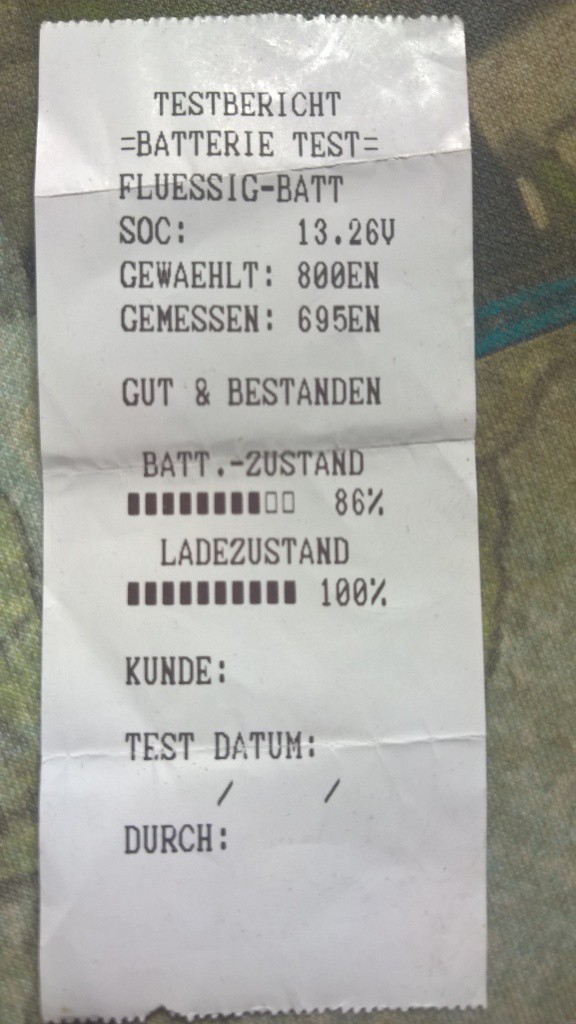 TESTBERICHT
=BATTERIE TEST=
FLUESSIG-BATT
SOC: 13.26V
GEWAEHLT: 800EN
GEMESSEN: 695EN
GUT & BESTANDEN
BATT.-ZUSTAND
86%
LADEZUSTAND
100%
KUNDE:
TEST DATUM:
/ /
DURCH: